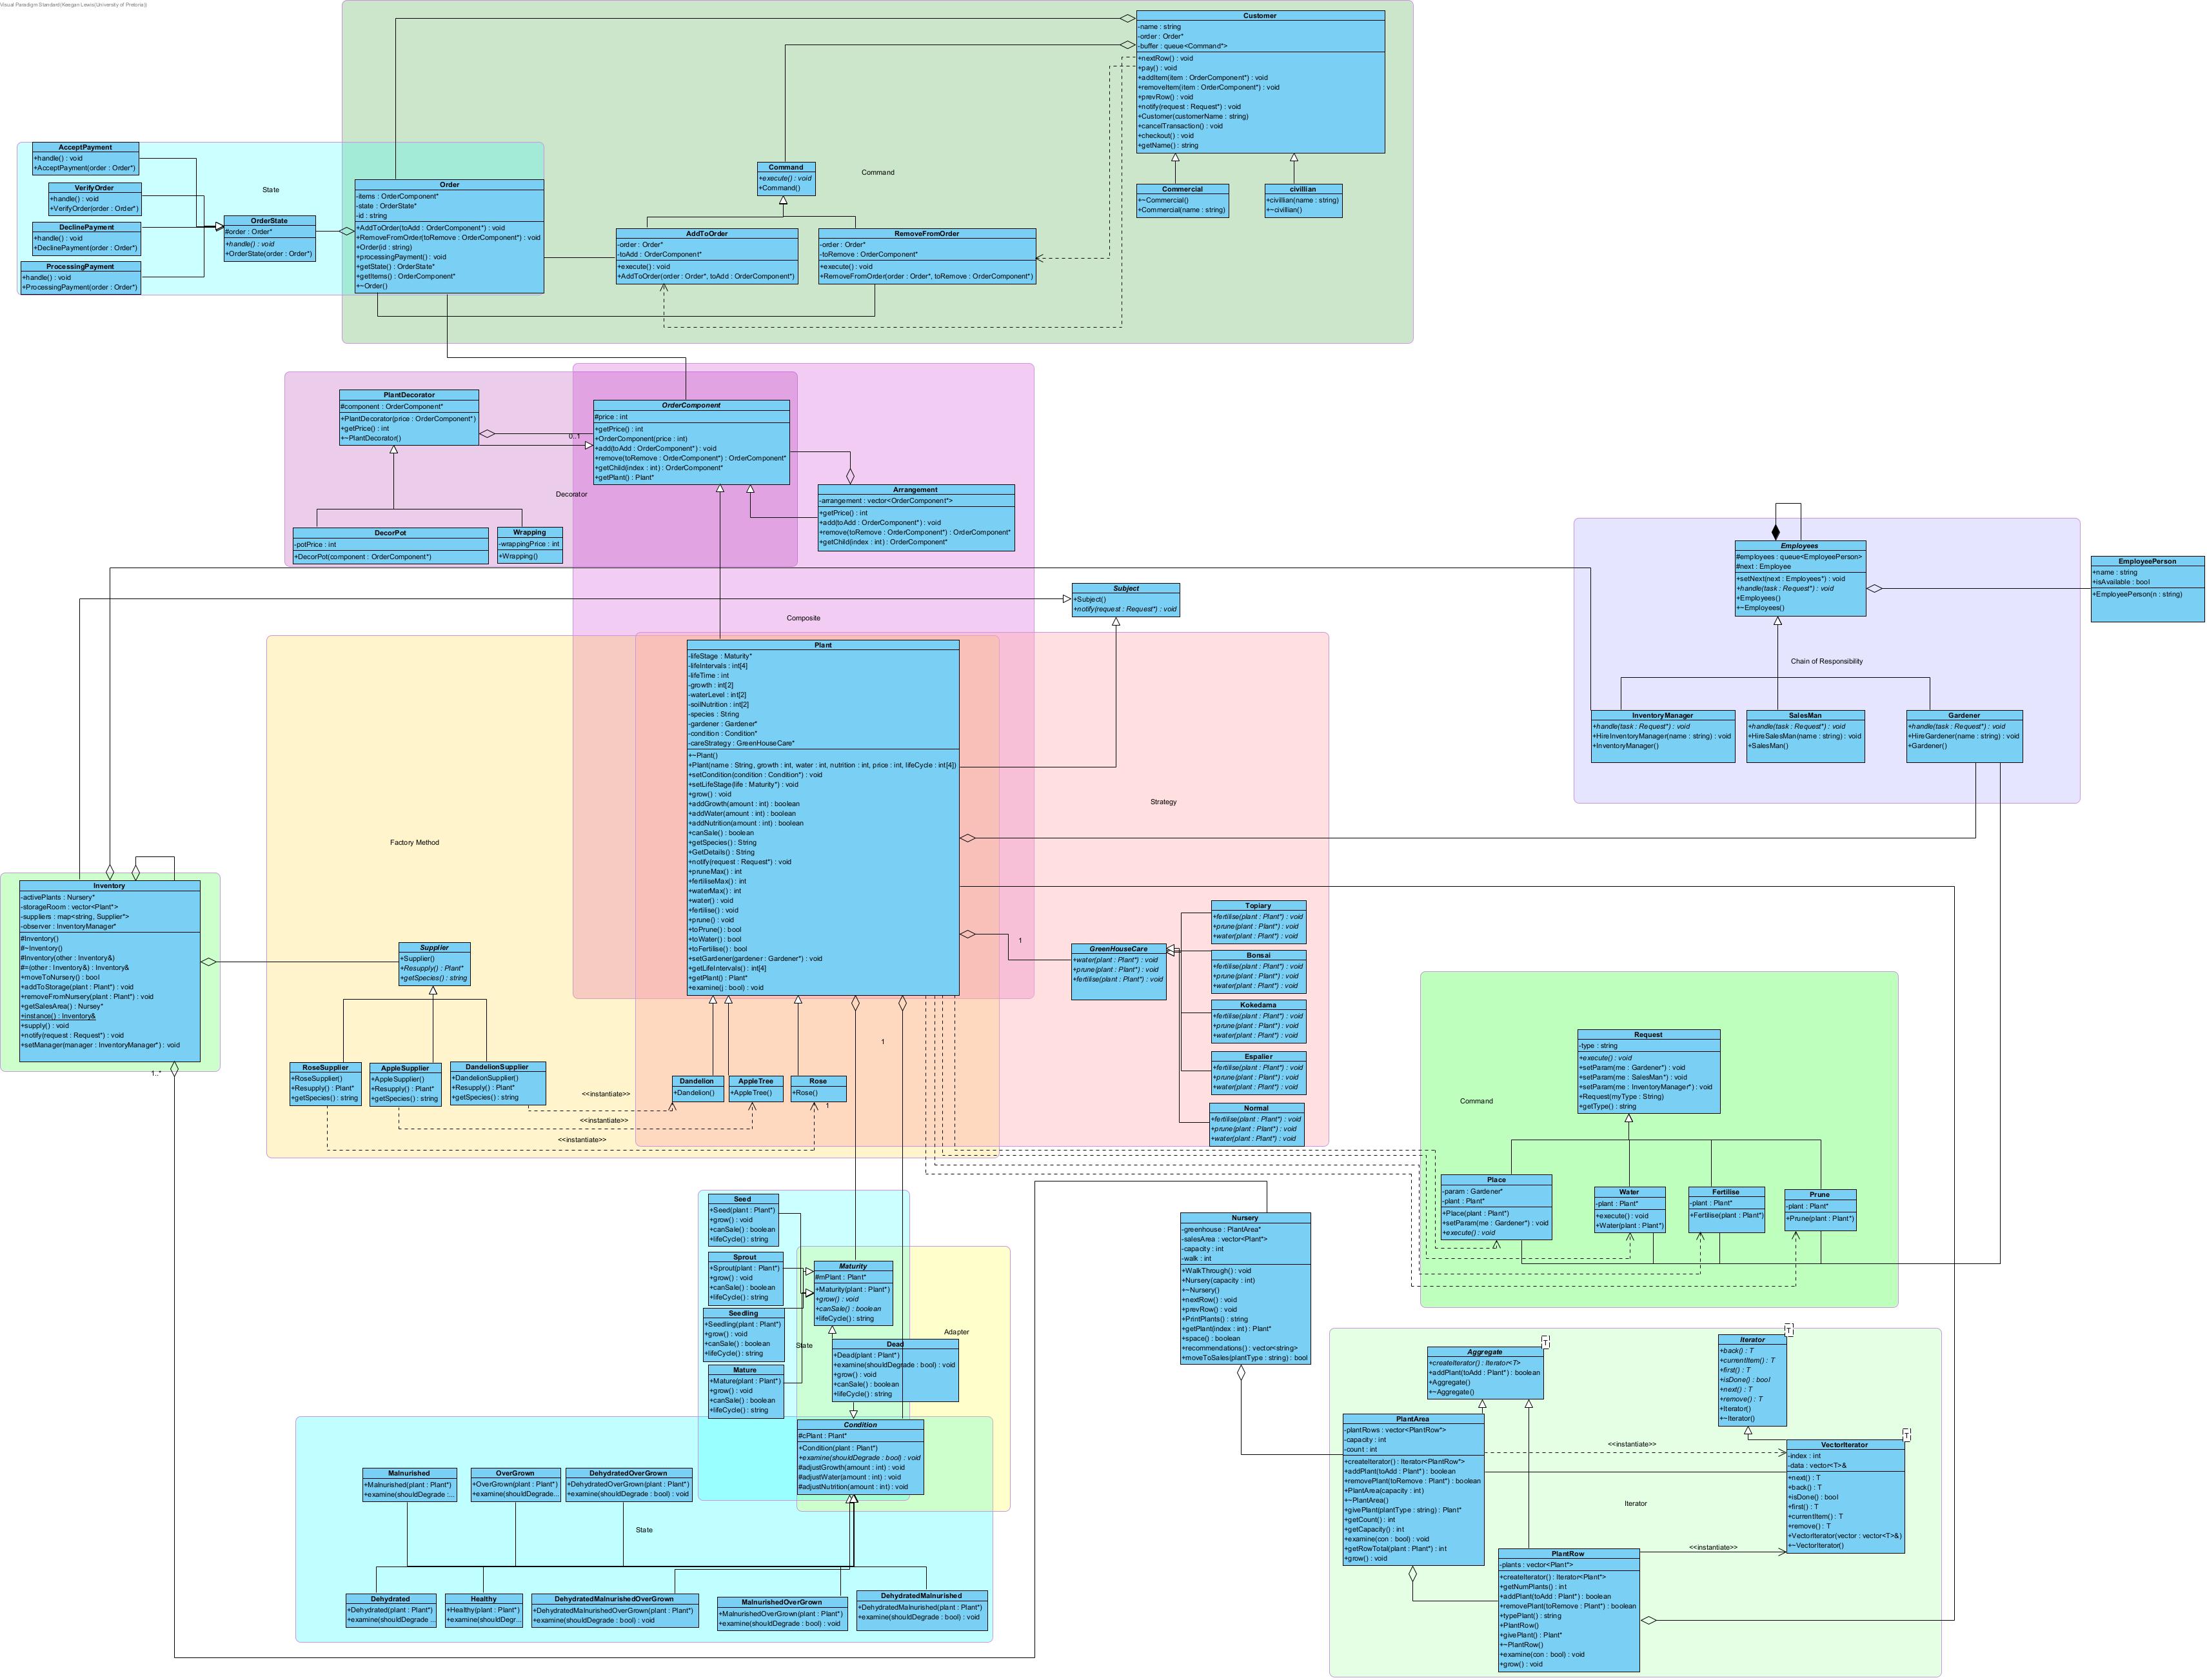 Visual Paradigm Standard(Keegan Lewis(University of Pretoria))
Customer
-name : string
-order : Order*
-buffer : queue<Command*>
+nextRow() : void
+pay() : void
+addItem(item : OrderComponent*) : void
+removeItem(item : OrderComponent*) : void
+prevRow() : void
+notify(request : Request*) : void
+Customer(customerName : string)
+cancelTransaction() : void
+checkout() : void
+getName() : string
Commercial
+~Commercial()
+Commercial(name : string)
civillian
+civillian(name : string)
+~civillian()
Command
Command
+execute() : void
+Command()
AddToOrder
-order : Order*
-toAdd : OrderComponent*
+execute() : void
+AddToOrder(order : Order*, toAdd : OrderComponent*)
RemoveFromOrder
-order : Order*
-toRemove : OrderComponent*
+execute() : void
+RemoveFromOrder(order : Order*, toRemove : OrderComponent*)
State
AcceptPayment
+handle() : void
+AcceptPayment(order : Order*)
VerifyOrder
+handle() : void
+VerifyOrder(order : Order*)
DeclinePayment
+handle() : void
+DeclinePayment(order : Order*)
ProcessingPayment
+handle() : void
+ProcessingPayment(order : Order*)
OrderState
#order : Order*
+handle() : void
+OrderState(order : Order*)
Order
-items : OrderComponent*
-state : OrderState*
-id : string
+AddToOrder(toAdd : OrderComponent*) : void
+RemoveFromOrder(toRemove : OrderComponent*) : void
+Order(id : string)
+processingPayment() : void
+getState() : OrderState*
+getItems() : OrderComponent*
+~Order()
PlantDecorator
#component : OrderComponent*
+PlantDecorator(price : OrderComponent*)
+getPrice() : int
+~PlantDecorator()
0..1
Decorator
DecorPot
-potPrice : int
+DecorPot(component : OrderComponent*)
Wrapping
-wrappingPrice : int
+Wrapping()
OrderComponent
#price : int
+getPrice() : int
+OrderComponent(price : int)
+add(toAdd : OrderComponent*) : void
+remove(toRemove : OrderComponent*) : OrderComponent*
+getChild(index : int) : OrderComponent*
+getPlant() : Plant*
Arrangement
-arrangement : vector<OrderComponent*>
+getPrice() : int
+add(toAdd : OrderComponent*) : void
+remove(toRemove : OrderComponent*) : OrderComponent*
+getChild(index : int) : OrderComponent*
Composite
Subject
+Subject()
+notify(request : Request*) : void
Employees
#employees : queue<EmployeePerson>
#next : Employee
+setNext(next : Employees*) : void
+handle(task : Request*) : void
+Employees()
+~Employees()
EmployeePerson
+name : string
+isAvailable : bool
+EmployeePerson(n : string)
Chain of Responsibility
InventoryManager
+handle(task : Request*) : void
+HireInventoryManager(name : string) : void
+InventoryManager()
SalesMan
+handle(task : Request*) : void
+HireSalesMan(name : string) : void
+SalesMan()
Gardener
+handle(task : Request*) : void
+HireGardener(name : string) : void
+Gardener()
Plant
-lifeStage : Maturity*
-lifeIntervals : int[4]
-lifeTime : int
-growth : int[2]
-waterLevel : int[2]
-soilNutrition : int[2]
-species : String
-gardener : Gardener*
-condition : Condition*
-careStrategy : GreenHouseCare*
+~Plant()
+Plant(name : String, growth : int, water : int, nutrition : int, price : int, lifeCycle : int[4])
+setCondition(condition : Condition*) : void
+setLifeStage(life : Maturity*) : void
+grow() : void
+addGrowth(amount : int) : boolean
+addWater(amount : int) : boolean
+addNutrition(amount : int) : boolean
+canSale() : boolean
+getSpecies() : String
+GetDetails() : String
+notify(request : Request*) : void
+pruneMax() : int
+fertiliseMax() : int
+waterMax() : int
+water() : void
+fertilise() : void
+prune() : void
+toPrune() : bool
+toWater() : bool
+toFertilise() : bool
+setGardener(gardener : Gardener*) : void
+getLifeIntervals() : int[4]
+getPlant() : Plant*
+examine(j : bool) : void
Strategy
Factory Method
1
GreenHouseCare
+water(plant : Plant*) : void
+prune(plant : Plant*) : void
+fertilise(plant : Plant*) : void
Topiary
+fertilise(plant : Plant*) : void
+prune(plant : Plant*) : void
+water(plant : Plant*) : void
Bonsai
+fertilise(plant : Plant*) : void
+prune(plant : Plant*) : void
+water(plant : Plant*) : void
Kokedama
+fertilise(plant : Plant*) : void
+prune(plant : Plant*) : void
+water(plant : Plant*) : void
Espalier
+fertilise(plant : Plant*) : void
+prune(plant : Plant*) : void
+water(plant : Plant*) : void
Normal
+fertilise(plant : Plant*) : void
+prune(plant : Plant*) : void
+water(plant : Plant*) : void
Inventory
-activePlants : Nursery*
-storageRoom : vector<Plant*>
-suppliers : map<string, Supplier*>
-observer : InventoryManager*
#Inventory()
#~Inventory()
#Inventory(other : Inventory&)
#=(other : Inventory&) : Inventory&
+moveToNursery() : bool
+addToStorage(plant : Plant*) : void
+removeFromNursery(plant : Plant*) : void
+getSalesArea() : Nursey*
+instance() : Inventory&
+supply() : void
+notify(request : Request*) : void
+setManager(manager : InventoryManager*) : void
1..*
Supplier
+Supplier()
+Resupply() : Plant*
+getSpecies() : string
RoseSupplier
+RoseSupplier()
+Resupply() : Plant*
+getSpecies() : string
AppleSupplier
+AppleSupplier()
+Resupply() : Plant*
+getSpecies() : string
DandelionSupplier
+DandelionSupplier()
+Resupply() : Plant*
+getSpecies() : string
<<instantiate>>
<<instantiate>>
<<instantiate>>
Dandelion
+Dandelion()
AppleTree
+AppleTree()
Rose
+Rose()
1
1
Command
Request
-type : string
+execute() : void
+setParam(me : Gardener*) : void
+setParam(me : SalesMan*) : void
+setParam(me : InventoryManager*) : void
+Request(myType : String)
+getType() : string
Place
-param : Gardener*
-plant : Plant*
+Place(plant : Plant*)
+setParam(me : Gardener*) : void
+execute() : void
Water
-plant : Plant*
+execute() : void
+Water(plant : Plant*)
Fertilise
-plant : Plant*
+Fertilise(plant : Plant*)
Prune
-plant : Plant*
+Prune(plant : Plant*)
Seed
+Seed(plant : Plant*)
+grow() : void
+canSale() : boolean
+lifeCycle() : string
Sprout
+Sprout(plant : Plant*)
+grow() : void
+canSale() : boolean
+lifeCycle() : string
Seedling
+Seedling(plant : Plant*)
+grow() : void
+canSale() : boolean
+lifeCycle() : string
Mature
+Mature(plant : Plant*)
+grow() : void
+canSale() : boolean
+lifeCycle() : string
Maturity
#mPlant : Plant*
+Maturity(plant : Plant*)
+grow() : void
+canSale() : boolean
+lifeCycle() : string
State
Adapter
Dead
+Dead(plant : Plant*)
+examine(shouldDegrade : bool) : void
+grow() : void
+canSale() : boolean
+lifeCycle() : string
Condition
#cPlant : Plant*
+Condition(plant : Plant*)
+examine(shouldDegrade : bool) : void
#adjustGrowth(amount : int) : void
#adjustWater(amount : int) : void
#adjustNutrition(amount : int) : void
Malnurished
+Malnurished(plant : Plant*)
+examine(shouldDegrade :...
OverGrown
+OverGrown(plant : Plant*)
+examine(shouldDegrade...
DehydratedOverGrown
+DehydratedOverGrown(plant : Plant*)
+examine(shouldDegrade : bool) : void
State
Dehydrated
+Dehydrated(plant : Plant*)
+examine(shouldDegrade ...
Healthy
+Healthy(plant : Plant*)
+examine(shouldDegr...
DehydratedMalnurishedOverGrown
+DehydratedMalnurishedOverGrown(plant : Plant*)
+examine(shouldDegrade : bool) : void
MalnurishedOverGrown
+MalnurishedOverGrown(plant : Plant*)
+examine(shouldDegrade : bool) : void
DehydratedMalnurished
+DehydratedMalnurished(plant : Plant*)
+examine(shouldDegrade : bool) : void
Nursery
-greenhouse : PlantArea*
-salesArea : vector<Plant*>
-capacity : int
-walk : int
+WalkThrough() : void
+Nursery(capacity : int)
+~Nursery()
+nextRow() : void
+prevRow() : void
+PrintPlants() : string
+getPlant(index : int) : Plant*
+space() : boolean
+recommendations() : vector<string>
+moveToSales(plantType : string) : bool
T
Aggregate
+createIterator() : Iterator<T>
+addPlant(toAdd : Plant*) : boolean
+Aggregate()
+~Aggregate()
T
Iterator
+back() : T
+currentItem() : T
+first() : T
+isDone() : bool
+next() : T
+remove() : T
+Iterator()
+~Iterator()
PlantArea
-plantRows : vector<PlantRow*>
-capacity : int
-count : int
+createIterator() : Iterator<PlantRow*>
+addPlant(toAdd : Plant*) : boolean
+removePlant(toRemove : Plant*) : boolean
+PlantArea(capacity : int)
+~PlantArea()
+givePlant(plantType : string) : Plant*
+getCount() : int
+getCapacity() : int
+examine(con : bool) : void
+getRowTotal(plant : Plant*) : int
+grow() : void
<<instantiate>>
T
VectorIterator
-index : int
-data : vector<T>&
+next() : T
+back() : T
+isDone() : bool
+first() : T
+currentItem() : T
+remove() : T
+VectorIterator(vector : vector<T>&)
+~VectorIterator()
Iterator
<<instantiate>>
PlantRow
-plants : vector<Plant*>
+createIterator() : Iterator<Plant*>
+getNumPlants() : int
+addPlant(toAdd : Plant*) : boolean
+removePlant(toRemove : Plant*) : boolean
+typePlant() : string
+PlantRow()
+givePlant() : Plant*
+~PlantRow()
+examine(con : bool) : void
+grow() : void